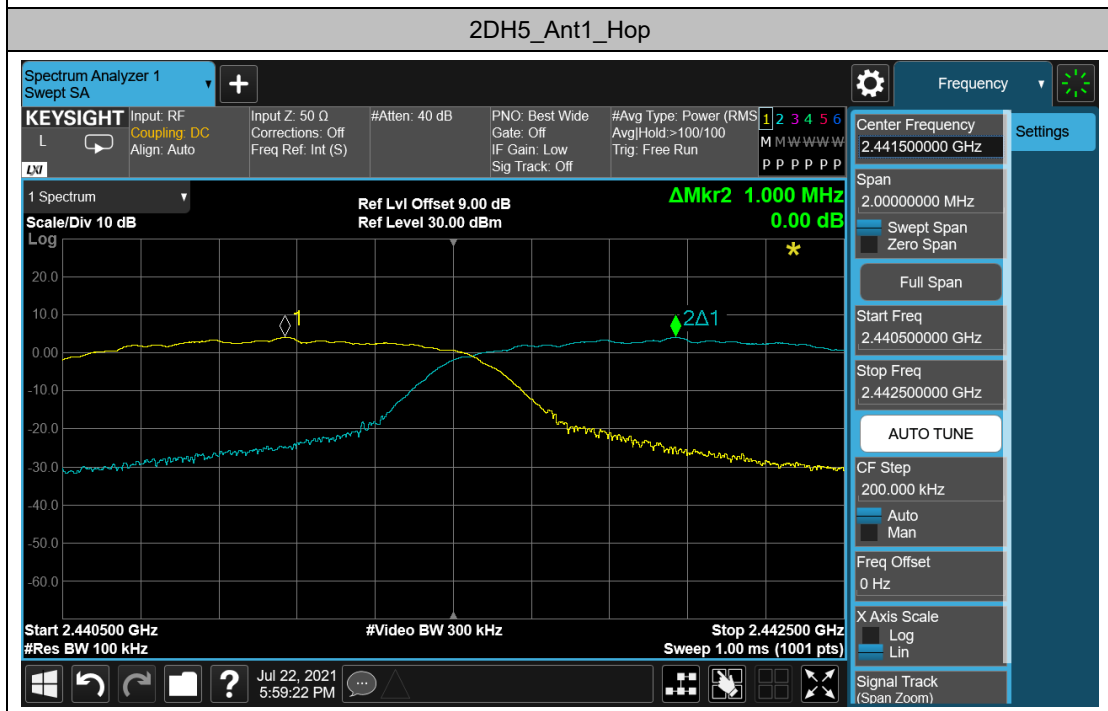 2DH5_Ant1_Hop
Spectrum Analyzer 1
Swept SA
Frequency
KEYSIGHT
L
LXI
Input: RF
Coupling: DC
Align: Auto
Input Z: 50 Ω
Corrections: Off
Freq Ref: Int (S)
#Atten: 40 dB
PNO: Best Wide
Gate: Off
IF Gain: Low
Sig Track: Off
#Avg Type: Power (RMS
Avg|Hold:>100/100
Trig: Free Run
1 2 3 4 5 6
M M W W W W
P P P P P P
1 Spectrum
Scale/Div 10 dB
Log
Ref Lvl Offset 9.00 dB
Ref Level 30.00 dBm
ΔMkr2 1.000 MHz
0.00 dB
*
20.0
10.0
0.00
-10.0
-20.0
-30.0
-40.0
-50.0
-60.0
1
2Δ1
Start 2.440500 GHz
#Res BW 100 kHz
#Video BW 300 kHz
Stop 2.442500 GHz
Sweep 1.00 ms (1001 pts)
Center Frequency
2.441500000 GHz
Settings
Span
2.00000000 MHz
Swept Span
Zero Span
Full Span
Start Freq
2.440500000 GHz
Stop Freq
2.442500000 GHz
AUTO TUNE
CF Step
200.000 kHz
Auto
Man
Freq Offset
0 Hz
X Axis Scale
Log
Lin
Signal Track
(Span Zoom)
?
Jul 22, 2021
5:59:22 PM